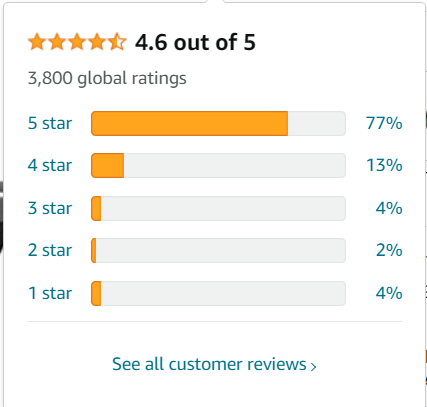 4.6 out of 5
3,800 global ratings
5 star 77%
4 star 13%
3 star 4%
2 star 2%
1 star 4%
See all customer reviews ›